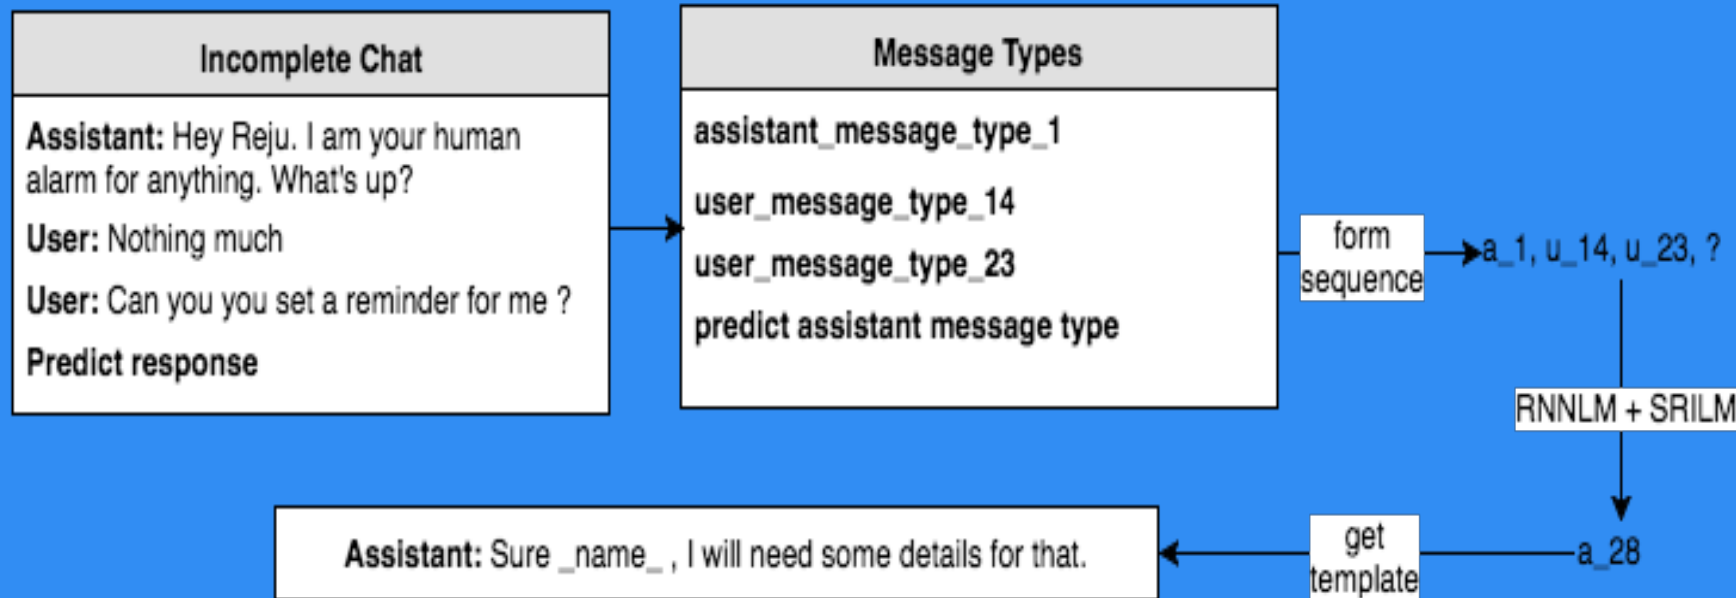 Incomplete Chat
Assistant: Hey Reju. I am your human
alarm for anything. What's up?
User: Nothing much
User: Can you you set a reminder for me ?
Predict response
Message Types
assistant_message_type_1
user_message_type_14
user_message_type_23
predict assistant message type
form
sequence
a_1, u_14, u_23, ?
RNNLM + SRILM
a_28
get
template
Assistant: Sure _name_ , I will need some details for that.